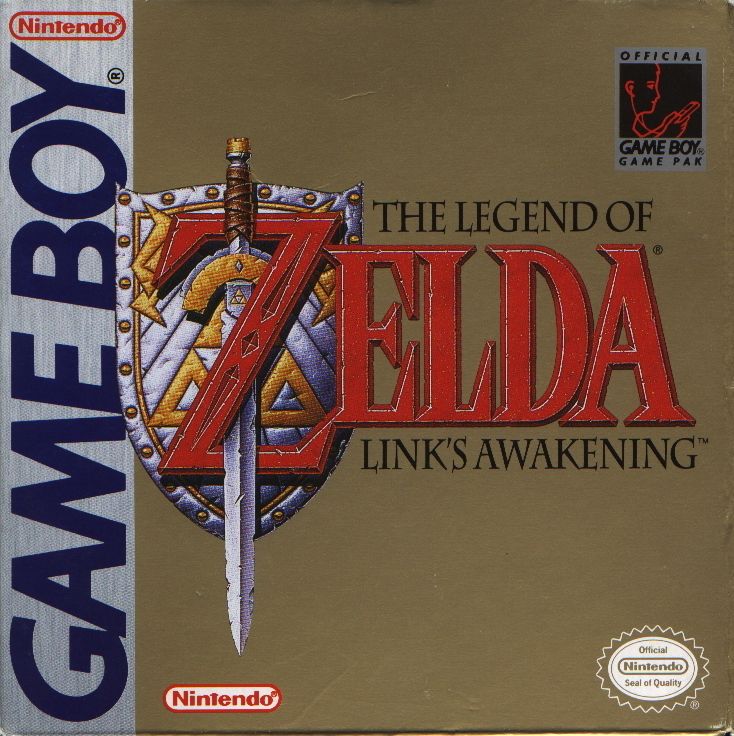 Nintendo®
GAME BOY®
OFFICIAL
GAME BOY®
GAME PAK
THE LEGEND OF
ZELDA®
LINK'S AWAKENING™
Nintendo®
Official
Nintendo
Seal of Quality
®